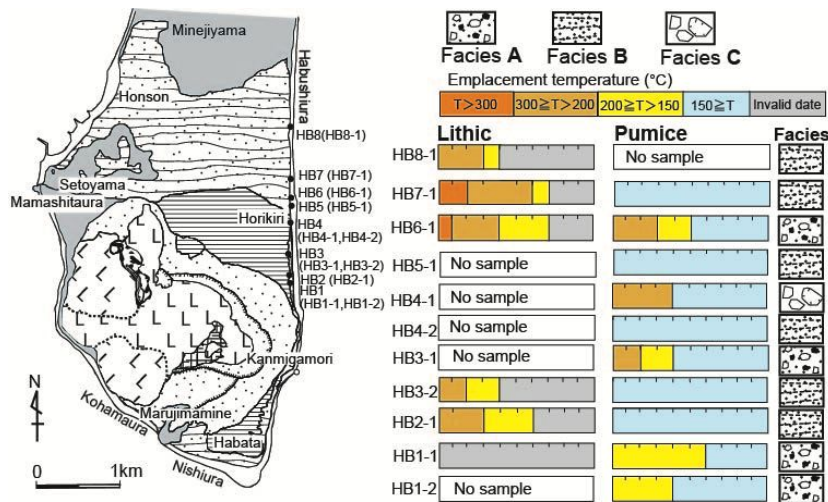 Minejiyama
Honson
Habushiura
HB8(HB8-1)
HB7 (HB7-1)
HB6 (HB6-1)
HB5 (HB5-1)
Setoyama
Mamashitaura
Horikiri
HB4
(HB4-1,HB4-2)
HB3
(HB3-1,HB3-2)
HB2 (HB2-1)
HB1
(HB1-1,HB1-2)
Kanmigamori
N
Kohamaura
Marujimamine
Habata
Nishiura
0 1km
Facies A Facies B Facies C
Emplacement temperature (°C)
T>300 300≧T>200 200≧T>150 150≧T Invalid date
Lithic Pumice Facies
HB8-1 No sample
HB7-1
HB6-1
HB5-1 No sample
HB4-1 No sample
HB4-2 No sample
HB3-1 No sample
HB3-2
HB2-1
HB1-1
HB1-2 No sample